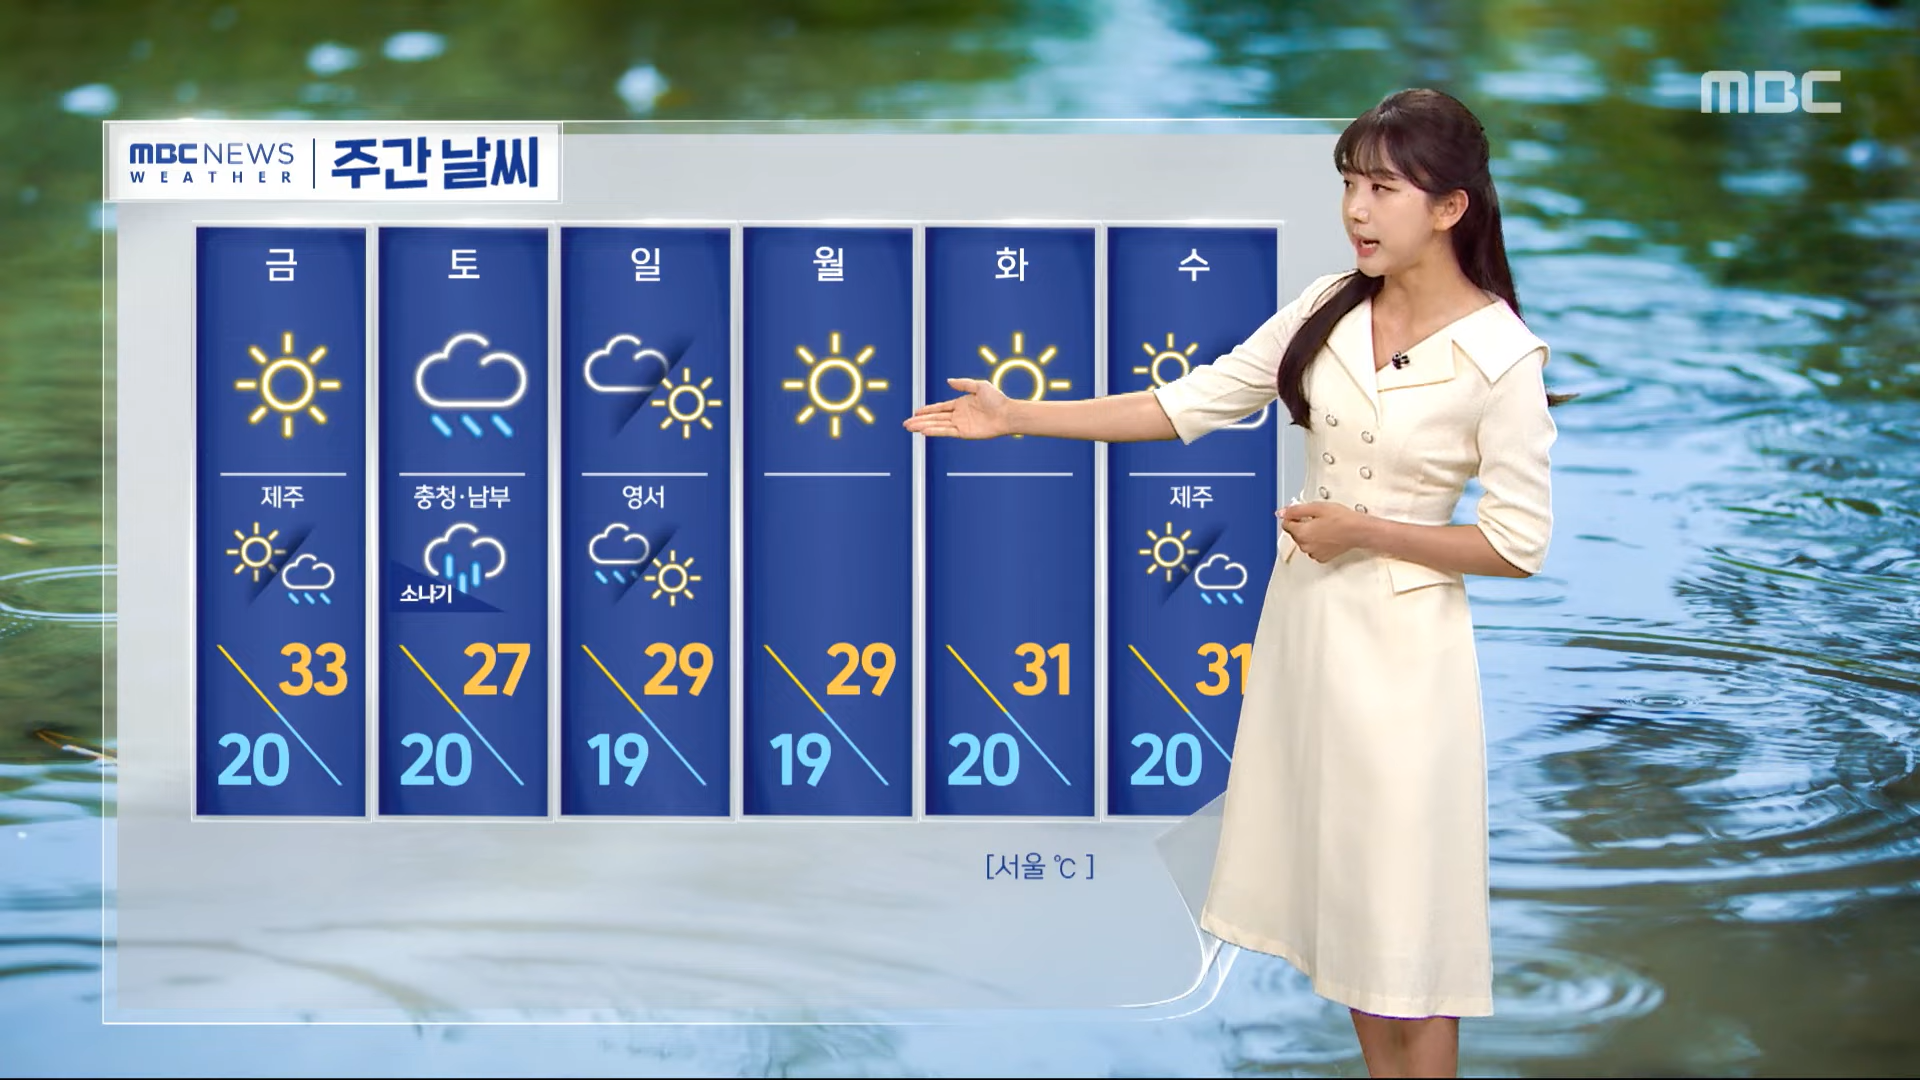 MBC
MBC NEWS
WEATHER
주간 날씨
금 토 일 월 화 수
제주 충청·남부 영서 제주
소나기
33 27 29 29 31 31
20 20 19 19 20 20
[서울 ℃ ]